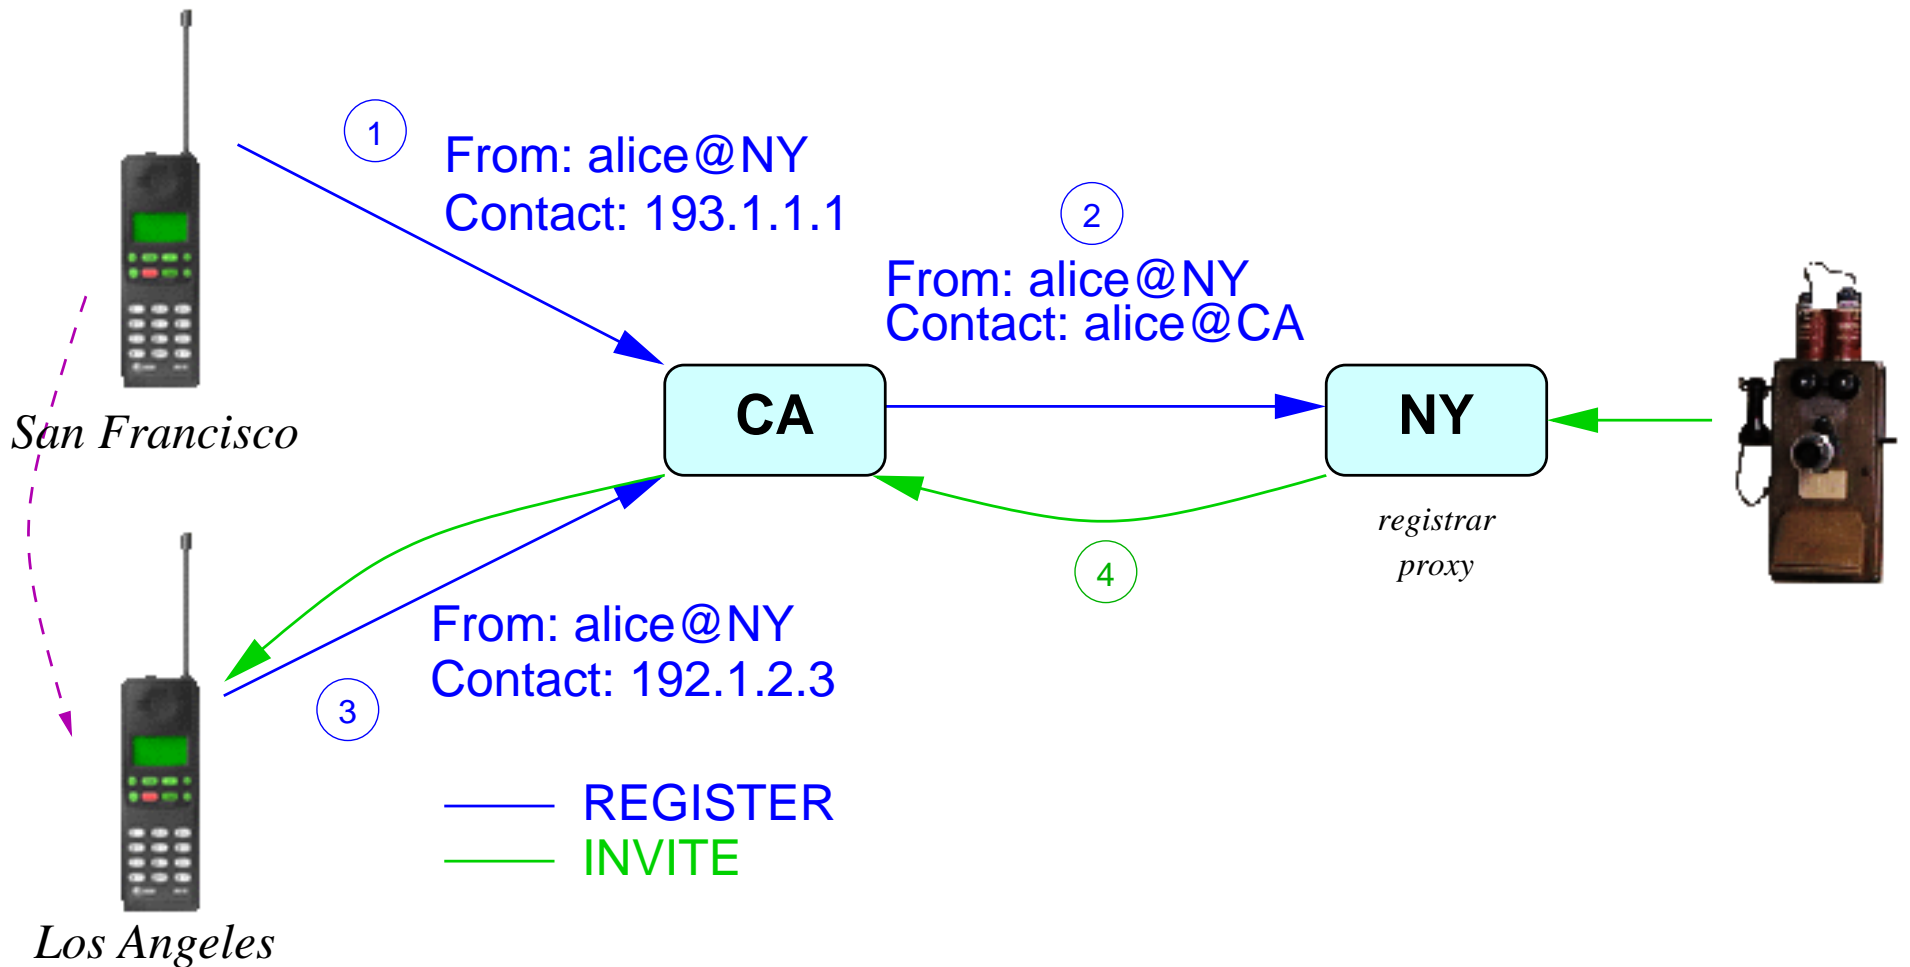 1
From: alice@NY
Contact: 193.1.1.1
2
From: alice@NY
Contact: alice@CA
San Francisco
CA
NY
registrar
proxy
4
From: alice@NY
Contact: 192.1.2.3
3
REGISTER
INVITE
Los Angeles